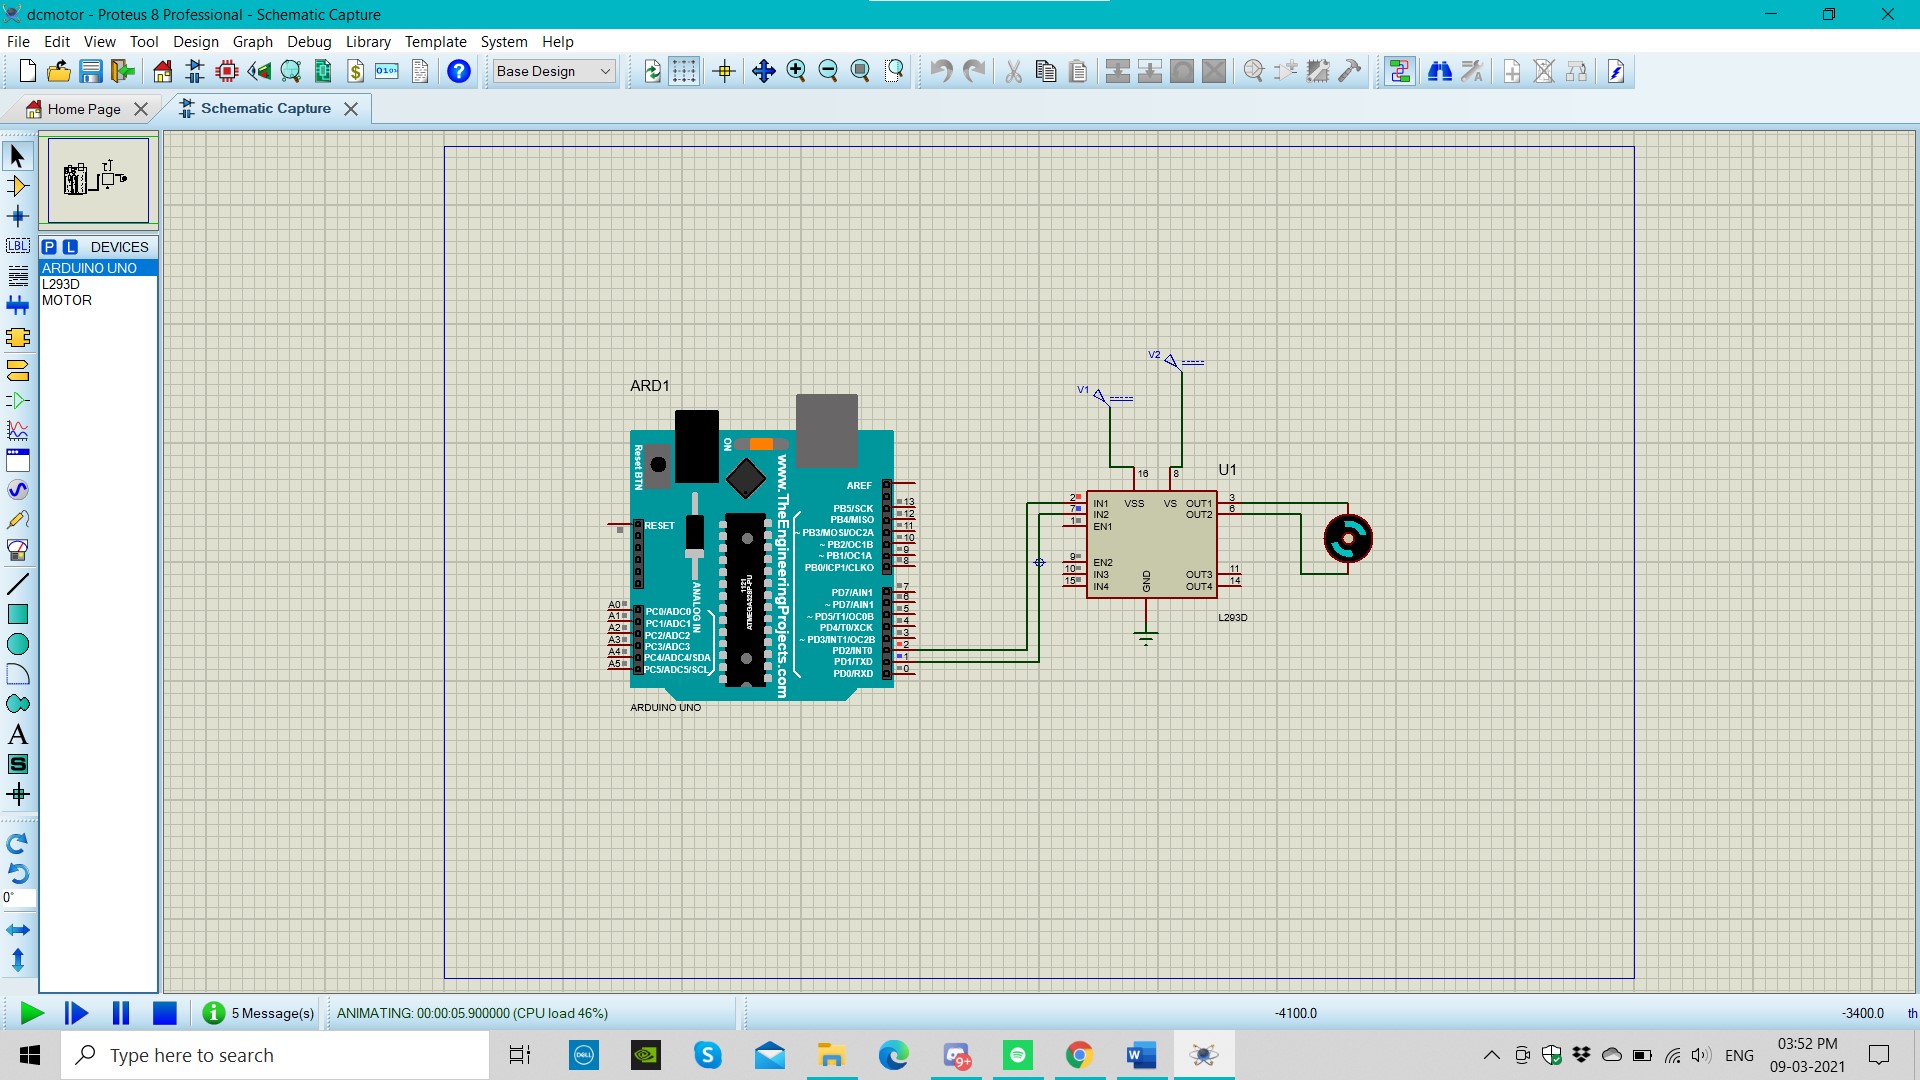 dcmotor - Proteus 8 Professional - Schematic Capture
File Edit View Tool Design Graph Debug Library Template System Help
Base Design
Home Page
Schematic Capture
P L DEVICES
ARDUINO UNO
L293D
MOTOR
LBL
A
S
0°
ARD1
Reset BTN
ON
www.TheEngineeringProjects.com
RESET
ANALOG IN
1121
A0 PC0/ADC0
A1 PC1/ADC1
A2 PC2/ADC2
A3 PC3/ADC3
A4 PC4/ADC4/SDA
A5 PC5/ADC5/SCL
AREF
PB5/SCK 13
PB4/MISO 12
~ PB3/MOSI/OC2A 11
~ PB2/OC1B 10
~ PB1/OC1A 9
PB0/ICP1/CLKO 8
PD7/AIN1 7
~ PD7/AIN1 6
~ PD5/T1/OC0B 5
PD4/T0/XCK 4
~ PD3/INT1/OC2B 3
PD2/INT0 2
PD1/TXD 1
PD0/RXD 0
ARDUINO UNO
V2
V1
U1
16 8
2 IN1 VSS VS OUT1 3
7 IN2 OUT2 6
1 EN1
9 EN2
10 IN3 OUT3 11
15 IN4 OUT4 14
GND
L293D
5 Message(s)
ANIMATING: 00:00:05.900000 (CPU load 46%)
-4100.0
-3400.0
th
Type here to search
DELL
9+
W
ENG
03:52 PM
09-03-2021